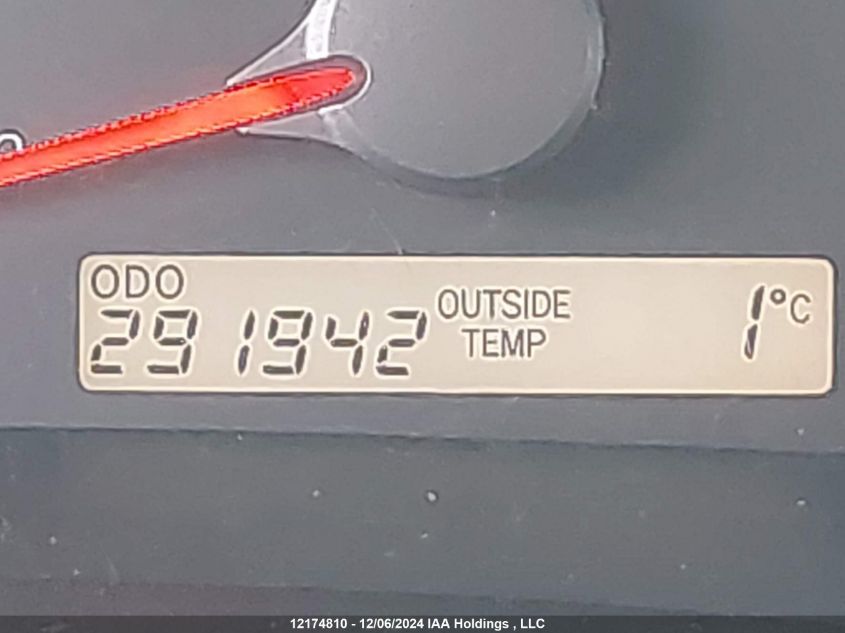 ODO
291942
OUTSIDE
TEMP
1°C
12174810 - 12/06/2024 IAA Holdings , LLC